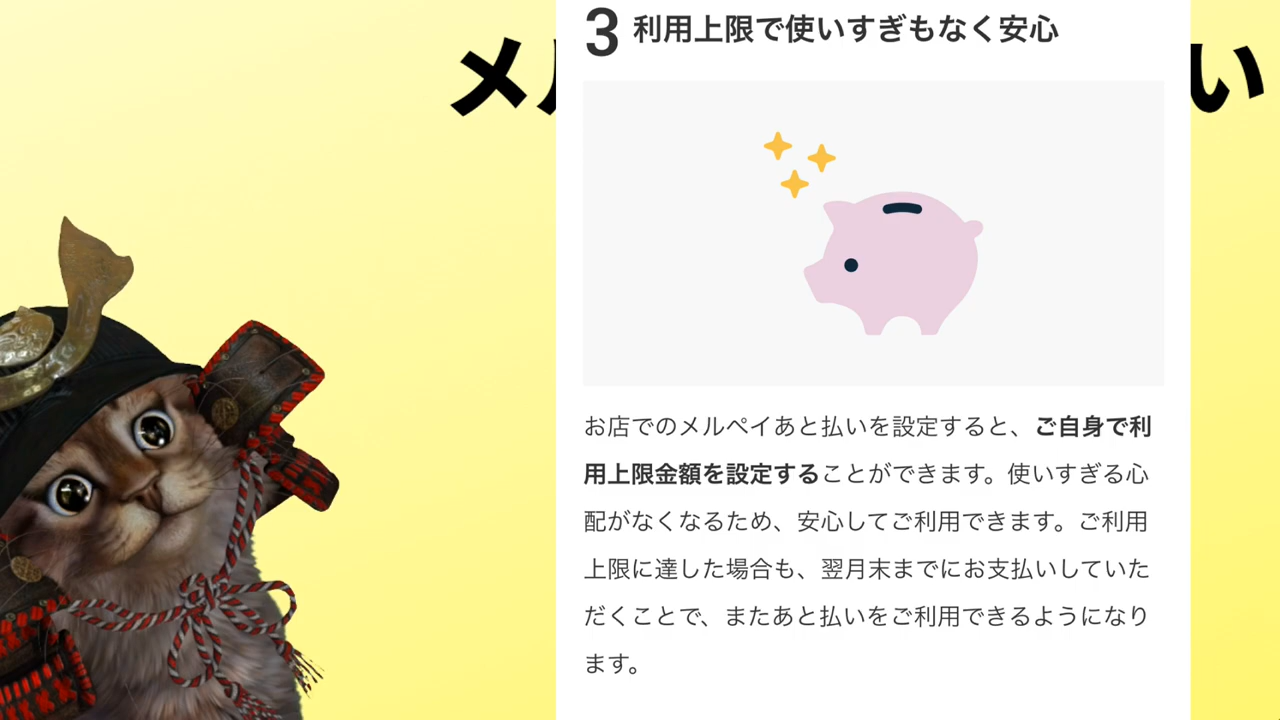 3 利用上限で使いすぎもなく安心
メル
い
お店でのメルペイあと払いを設定すると、ご自身で利
用上限金額を設定することができます。使いすぎる心
配がなくなるため、安心してご利用できます。ご利用
上限に達した場合も、翌月末までにお支払いしていた
だくことで、またあと払いをご利用できるようになり
ます。